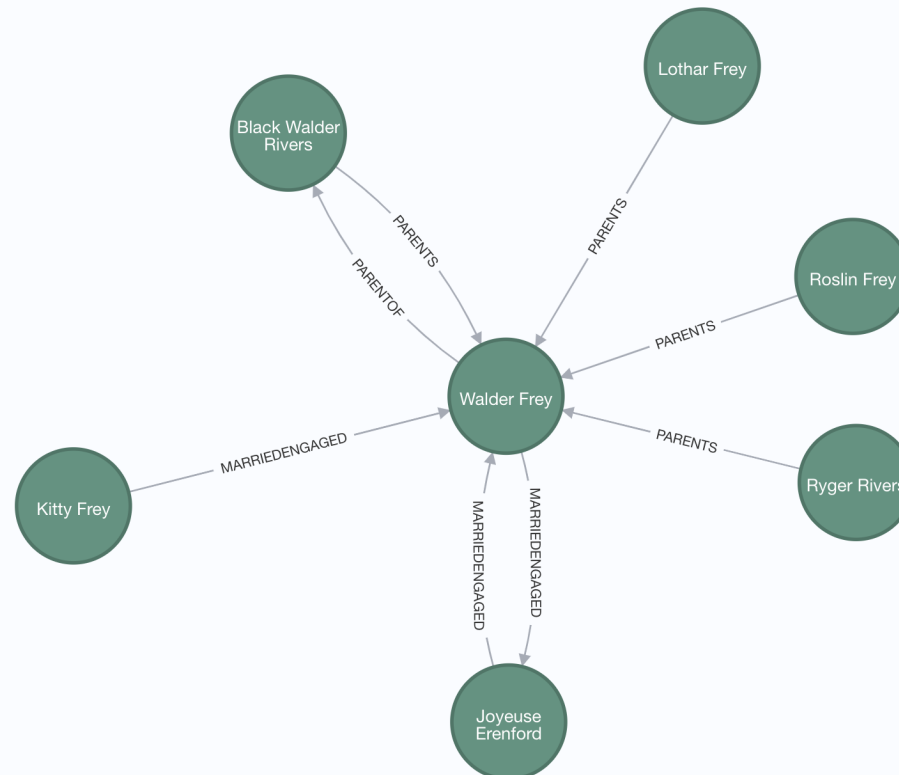 Lothar Frey
Black Walder
Rivers
PARENTS
PARENTS
PARENTOF
Roslin Frey
PARENTS
Walder Frey
MARRIEDENGAGED
PARENTS
Kitty Frey
Ryger Rivers
MARRIEDENGAGED
MARRIEDENGAGED
Joyeuse
Erenford